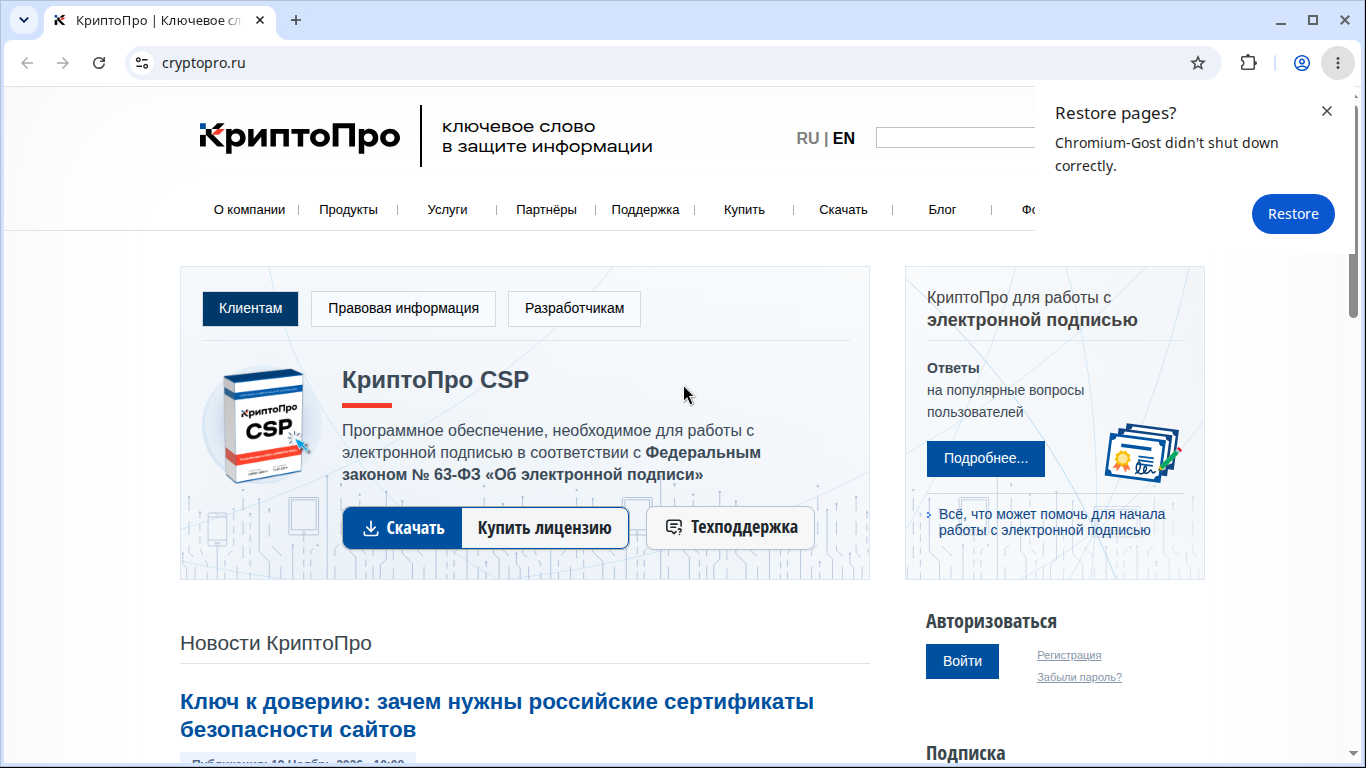 КриптоПро | Ключевое сл
cryptopro.ru
Restore pages?
Chromium-Gost didn't shut down
correctly.
Restore
КриптоПро
ключевое слово
в защите информации
RU | EN
О компании
Продукты
Услуги
Партнёры
Поддержка
Купить
Скачать
Блог
Фо
Клиентам
Правовая информация
Разработчикам
КриптоПро
CSP
КриптоПро CSP
Программное обеспечение, необходимое для работы с
электронной подписью в соответствии с Федеральным
законом № 63-ФЗ «Об электронной подписи»
Скачать
Купить лицензию
Техподдержка
КриптоПро для работы с
электронной подписью
Ответы
на популярные вопросы
пользователей
Подробнее...
Всё, что может помочь для начала
работы с электронной подписью
Новости КриптоПро
Ключ к доверию: зачем нужны российские сертификаты
безопасности сайтов
Авторизоваться
Войти
Регистрация
Забыли пароль?
Подписка